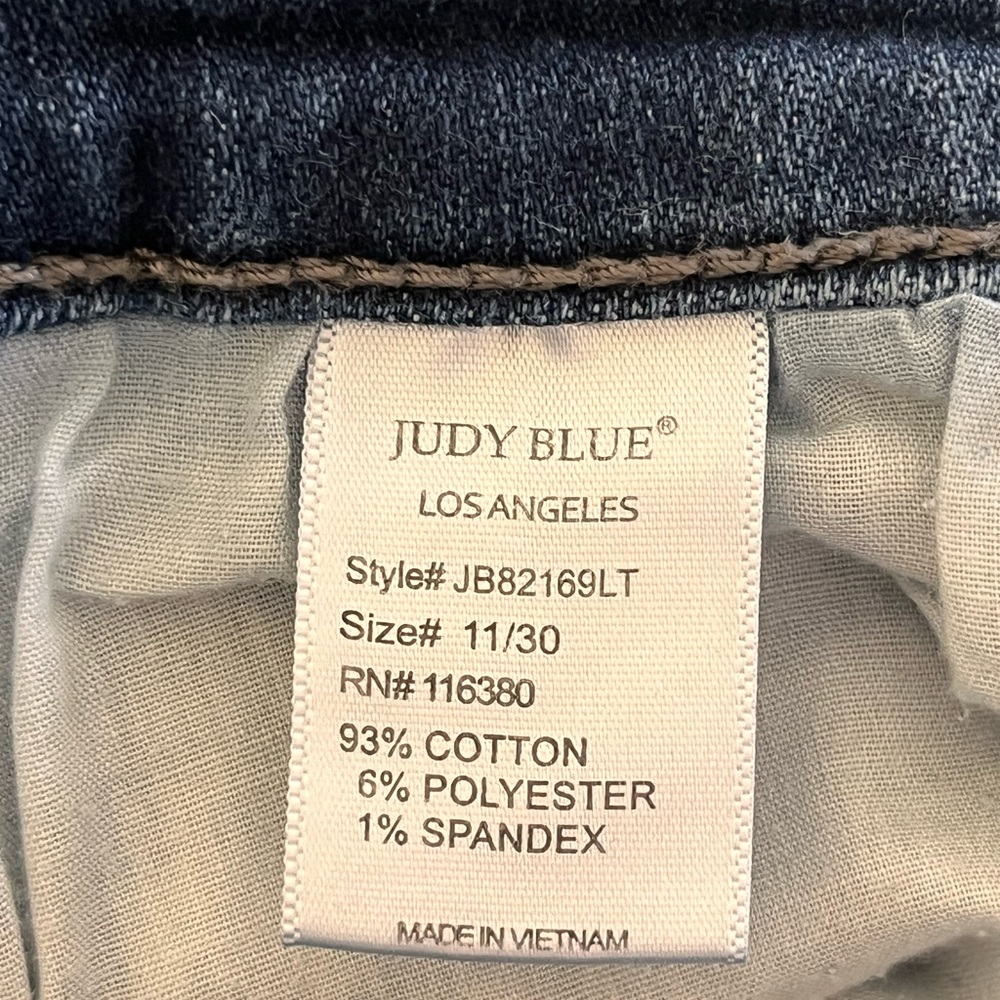 JUDY BLUE®
LOS ANGELES
Style# JB82169LT
Size# 11/30
RN# 116380
93% COTTON
6% POLYESTER
1% SPANDEX
MADE IN VIETNAM